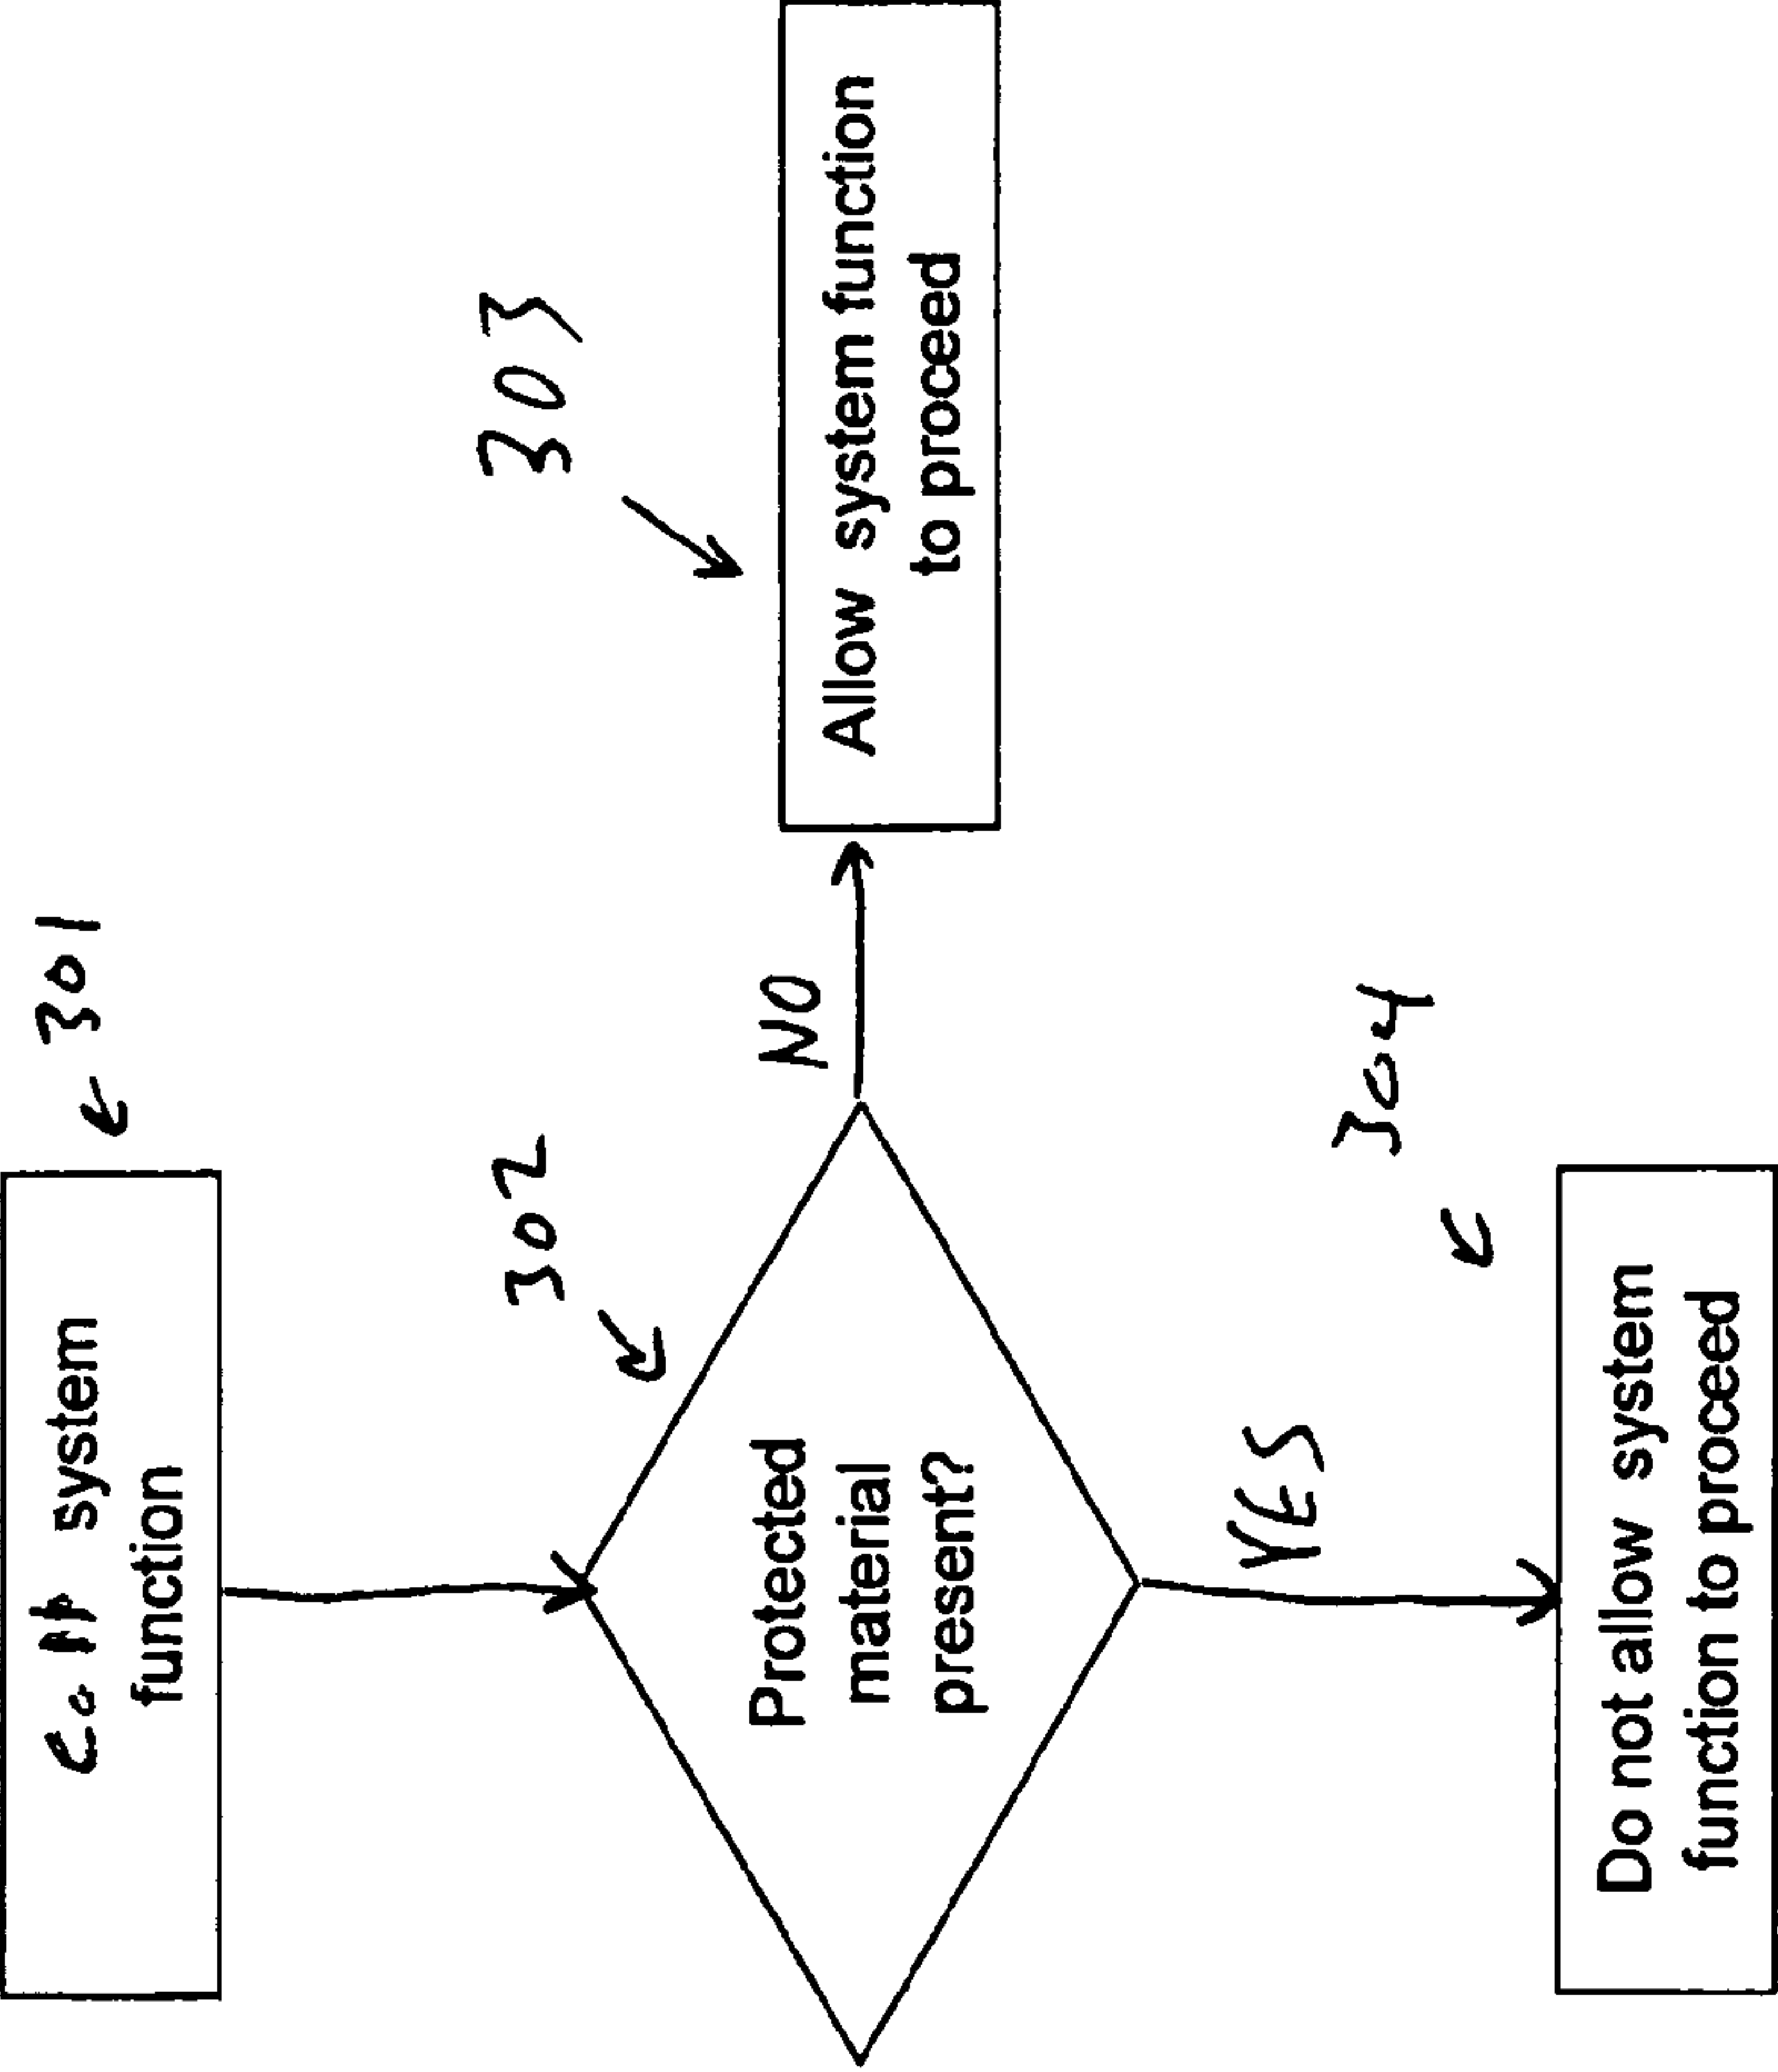 Call system
function
301
302
Protected
material
present?
NO
303
Allow system function
to proceed
YES
304
Do not allow system
function to proceed